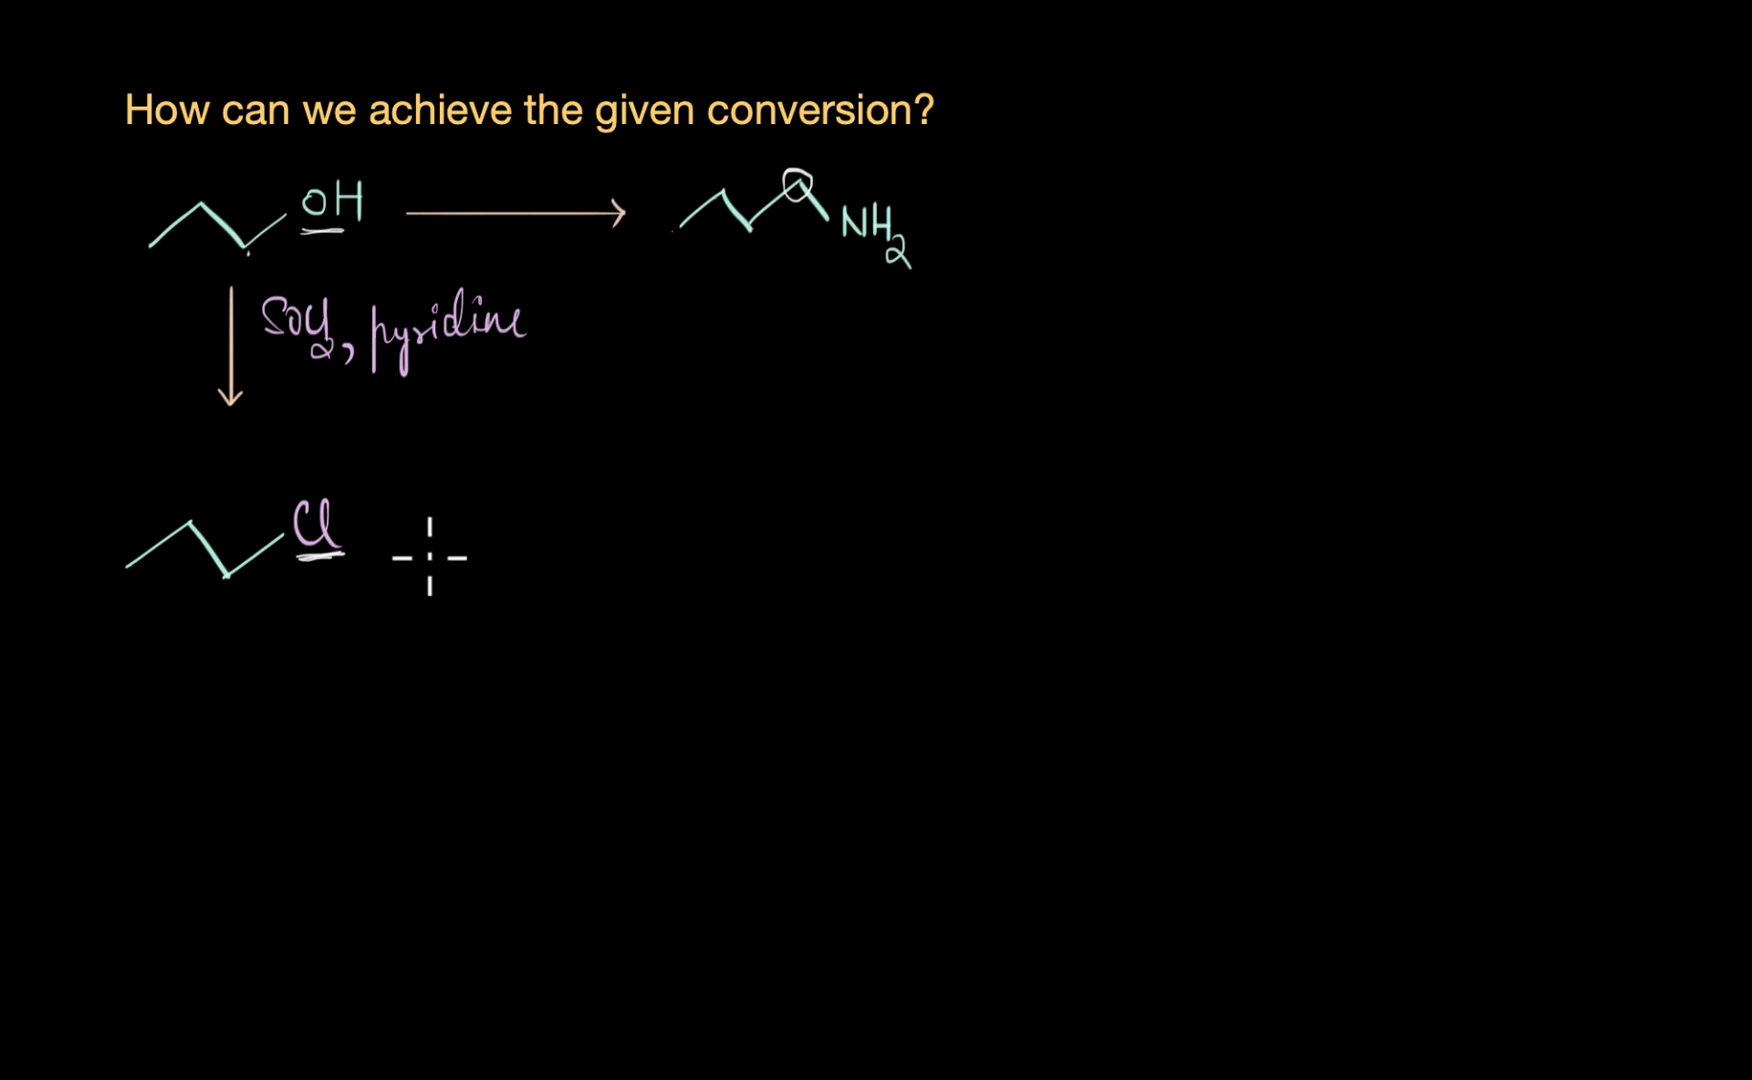 How can we achieve the given conversion?
OH
NH2
SOCl2, pyridine
Cl